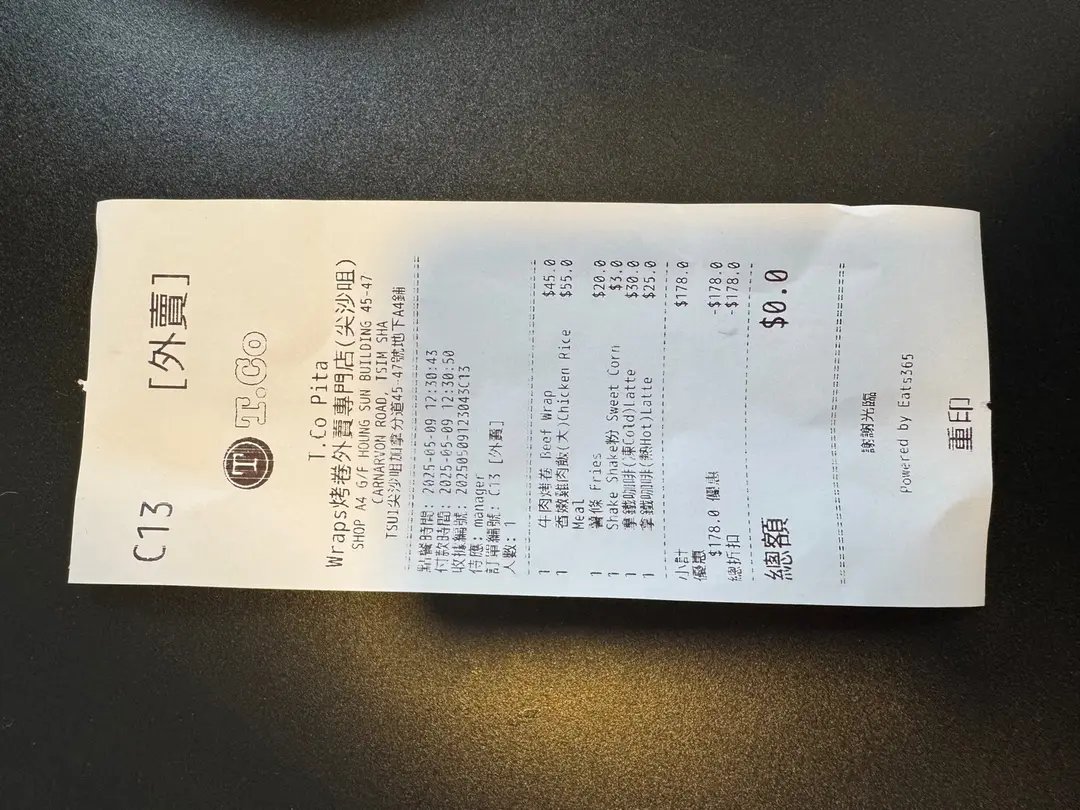 C13 [外賣]
T T.Co
T.Co Pita
Wraps烤卷外賣專門店(尖沙咀)
SHOP A4 G/F HOUNG SUN BUILDING 45-47
CARNARVON ROAD, TSIM SHA
TSUI尖沙咀加拿分道45-47號地下A4鋪
點餐時間: 2025-05-09 12:30:43
付款時間: 2025-05-09 12:30:50
收據編號: 20250509123043C13
侍應: manager
訂單編號: C13 [外賣]
人數: 1
1 牛肉烤卷 Beef Wrap $45.0
1 香嫩雞肉飯(大)Chicken Rice $55.0
Meal
1 薯條 Fries $20.0
1 Shake Shake粉 Sweet Corn $3.0
1 拿鐵咖啡(凍Cold)Latte $30.0
1 拿鐵咖啡(熱Hot)Latte $25.0
小計 $178.0
優惠 $178.0 優惠 -$178.0
總折扣 -$178.0
總額 $0.0
謝謝光臨
Powered by Eats365
重印